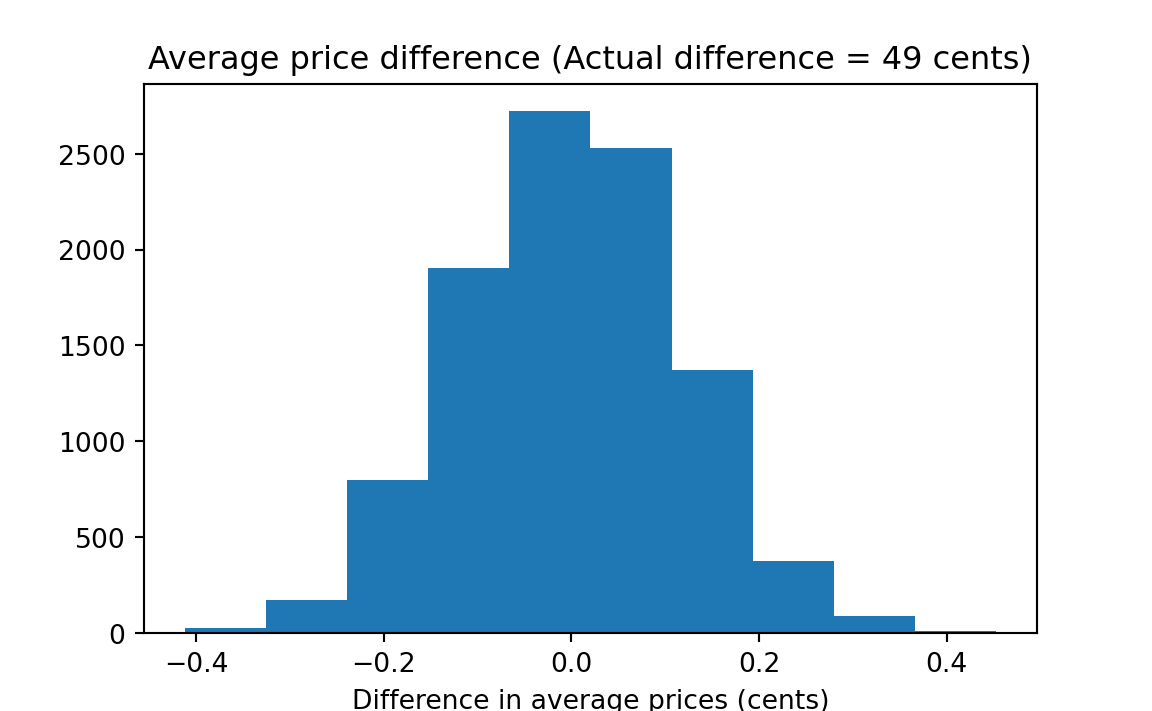 Average price difference (Actual difference = 49 cents)
2500
2000
1500
1000
500
0
−0.4 −0.2 0.0 0.2 0.4
Difference in average prices (cents)